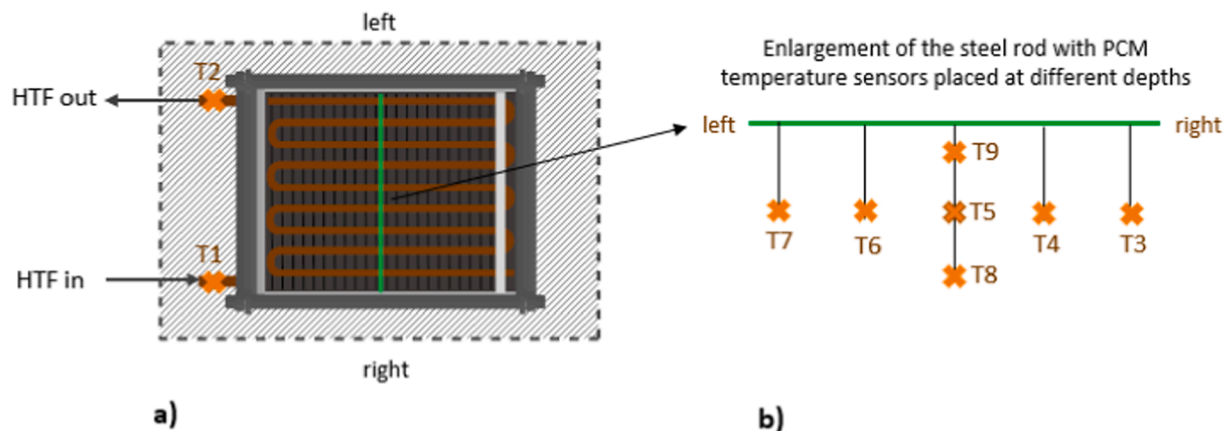 left
T2
HTF out
T1
HTF in
right
a)
Enlargement of the steel rod with PCM
temperature sensors placed at different depths
left
right
T9
T5
T7
T6
T4
T3
T8
b)